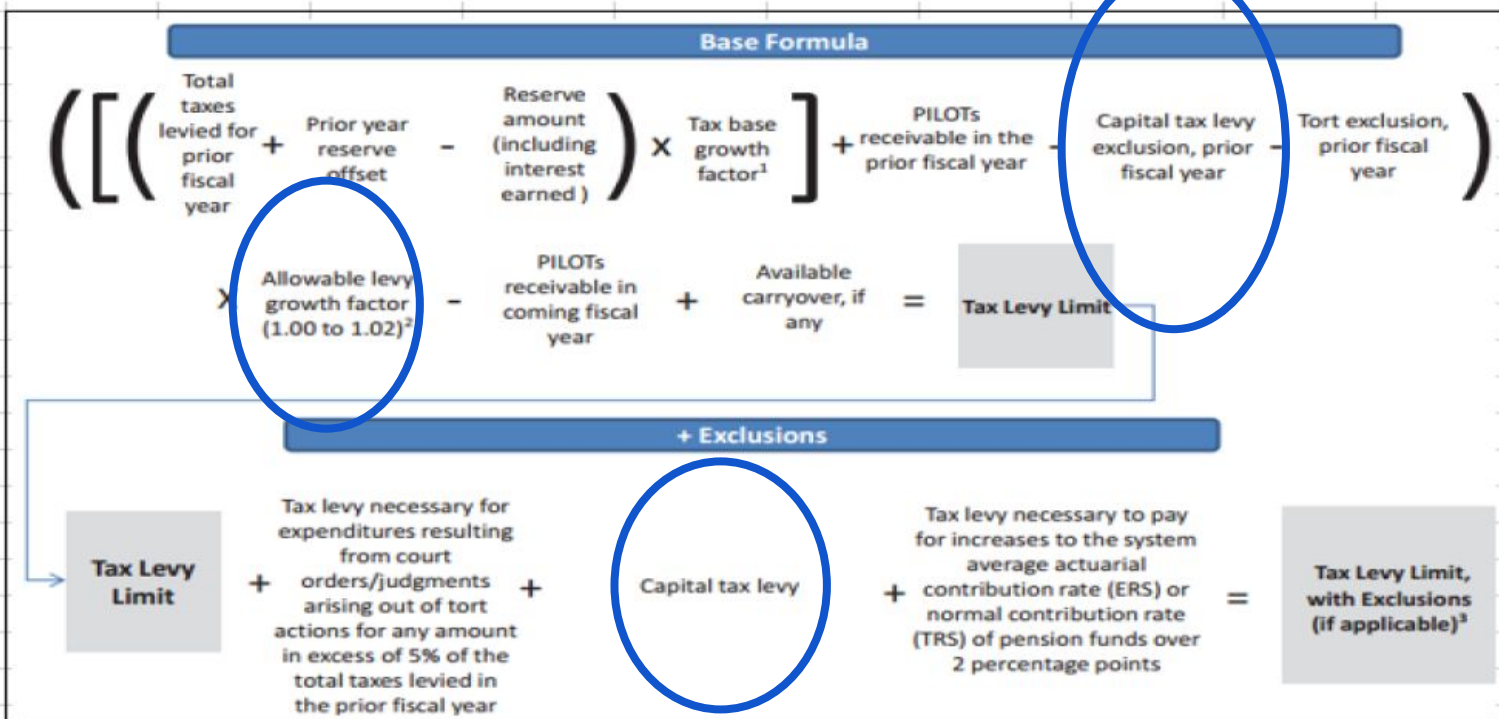 Base Formula
([(
Total
taxes
levied for
prior
fiscal
year
+
Prior year
reserve
offset
-
Reserve
amount
(including
interest
earned )
)
x
Tax base
growth
factor¹
]
+
PILOTs
receivable in the
prior fiscal year
-
Capital tax levy
exclusion, prior
fiscal year
-
Tort exclusion,
prior fiscal
year
)
x
Allowable levy
growth factor
(1.00 to 1.02)²
-
PILOTs
receivable in
coming fiscal
year
+
Available
carryover, if
any
=
Tax Levy Limit
+ Exclusions
Tax Levy
Limit
+
Tax levy necessary for
expenditures resulting
from court
orders/judgments
arising out of tort
actions for any amount
in excess of 5% of the
total taxes levied in
the prior fiscal year
+
Capital tax levy
+
Tax levy necessary to pay
for increases to the system
average actuarial
contribution rate (ERS) or
normal contribution rate
(TRS) of pension funds over
2 percentage points
=
Tax Levy Limit,
with Exclusions
(if applicable)³